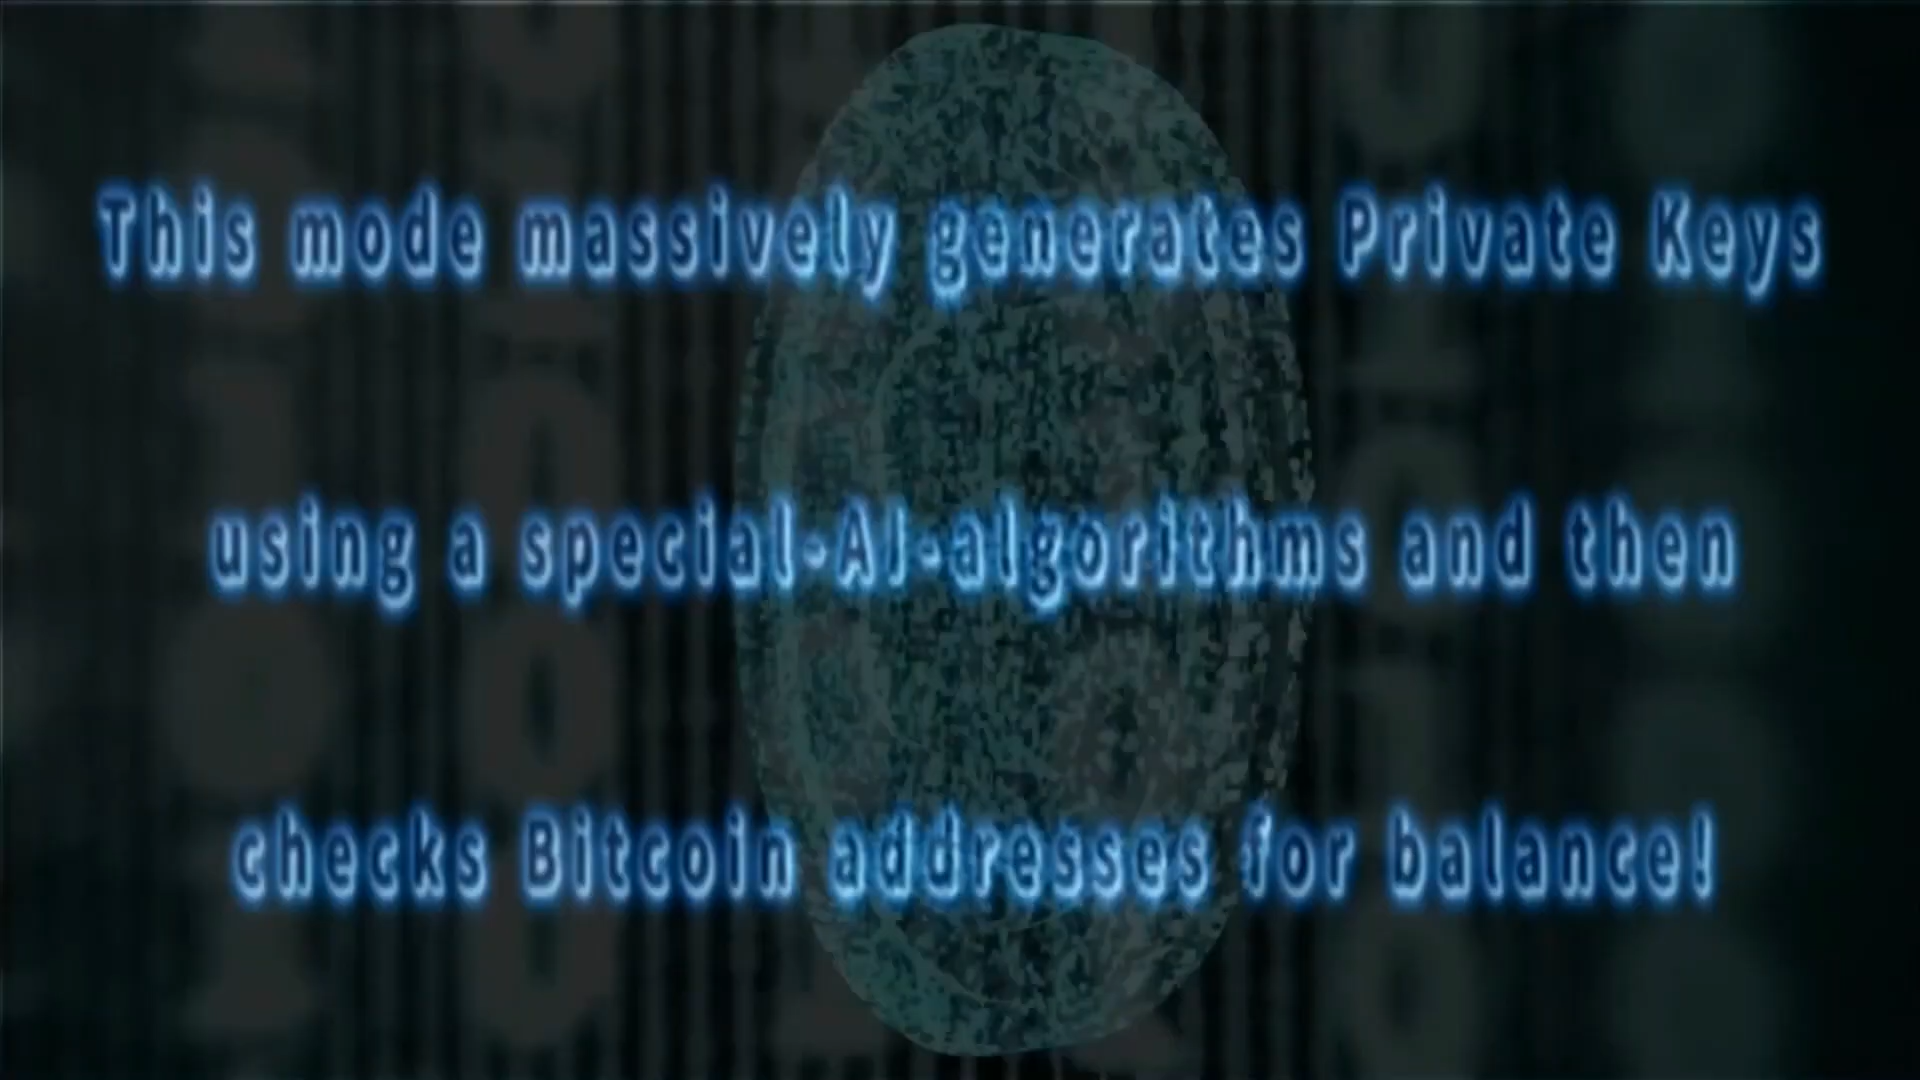 This mode massively generates Private Keys
using a special-AI-algorithms and then
checks Bitcoin addresses for balance!